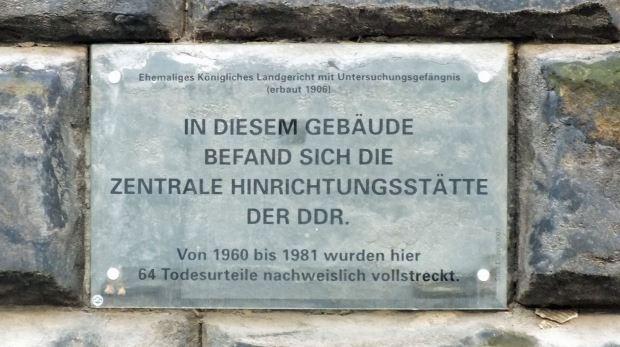 Ehemaliges Königliches Landgericht mit Untersuchungsgefängnis
(erbaut 1906)
IN DIESEM GEBÄUDE
BEFAND SICH DIE
ZENTRALE HINRICHTUNGSSTÄTTE
DER DDR.
Von 1960 bis 1981 wurden hier
64 Todesurteile nachweislich vollstreckt.